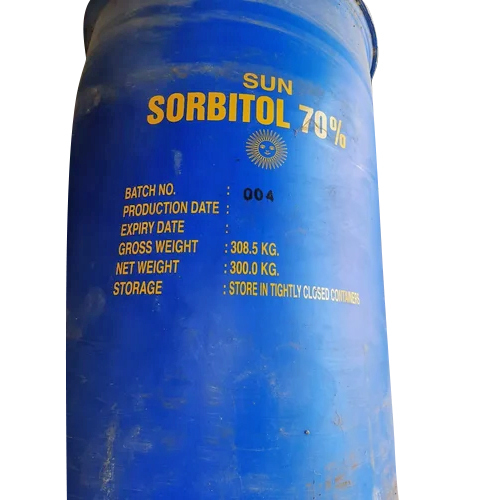 SUN
SORBITOL 70%
BATCH NO. : 004
PRODUCTION DATE :
EXPIRY DATE :
GROSS WEIGHT : 308.5 KG.
NET WEIGHT : 300.0 KG.
STORAGE : STORE IN TIGHTLY CLOSED CONTAINERS